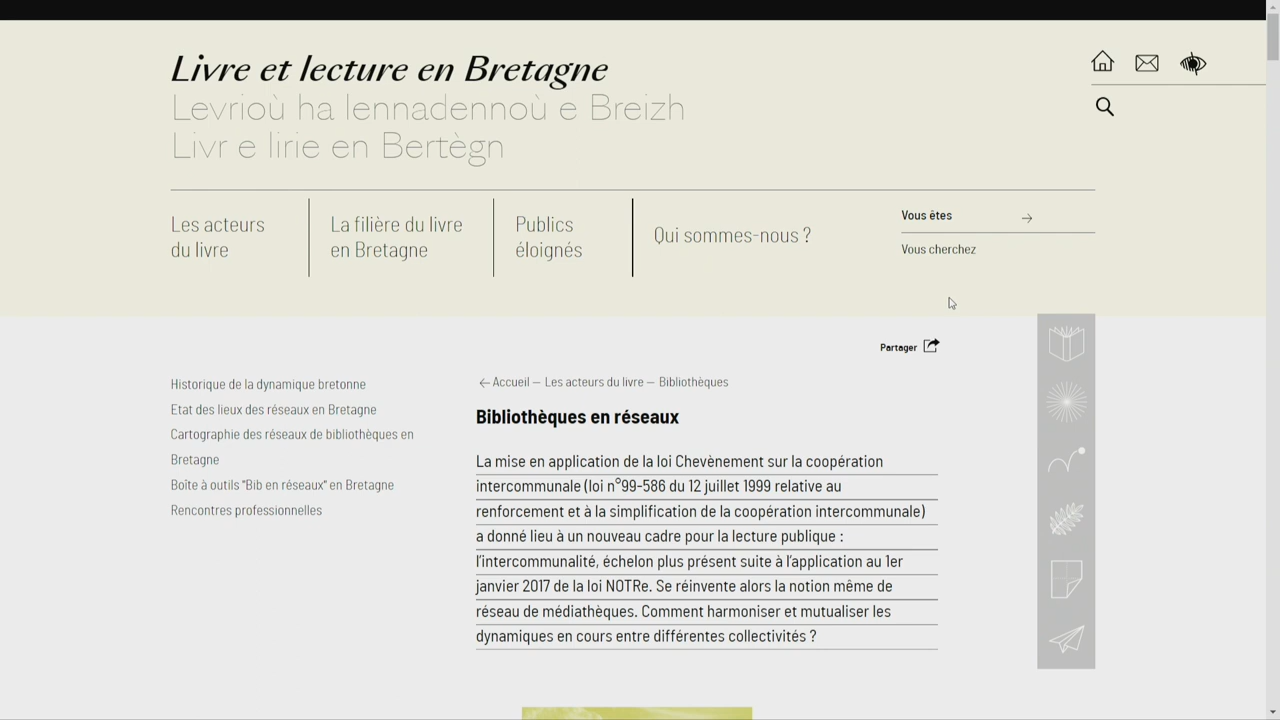 Livre et lecture en Bretagne
Levrioù ha lennadennoù e Breizh
Livr e lirie en Bertègn
Les acteurs
du livre
La filière du livre
en Bretagne
Publics
éloignés
Qui sommes-nous ?
Vous êtes
Vous cherchez
Partager
Historique de la dynamique bretonne
Etat des lieux des réseaux en Bretagne
Cartographie des réseaux de bibliothèques en
Bretagne
Boîte à outils "Bib en réseaux" en Bretagne
Rencontres professionnelles
Accueil – Les acteurs du livre – Bibliothèques
Bibliothèques en réseaux
La mise en application de la loi Chevènement sur la coopération
intercommunale (loi n°99-586 du 12 juillet 1999 relative au
renforcement et à la simplification de la coopération intercommunale)
a donné lieu à un nouveau cadre pour la lecture publique :
l'intercommunalité, échelon plus présent suite à l'application au 1er
janvier 2017 de la loi NOTRe. Se réinvente alors la notion même de
réseau de médiathèques. Comment harmoniser et mutualiser les
dynamiques en cours entre différentes collectivités ?